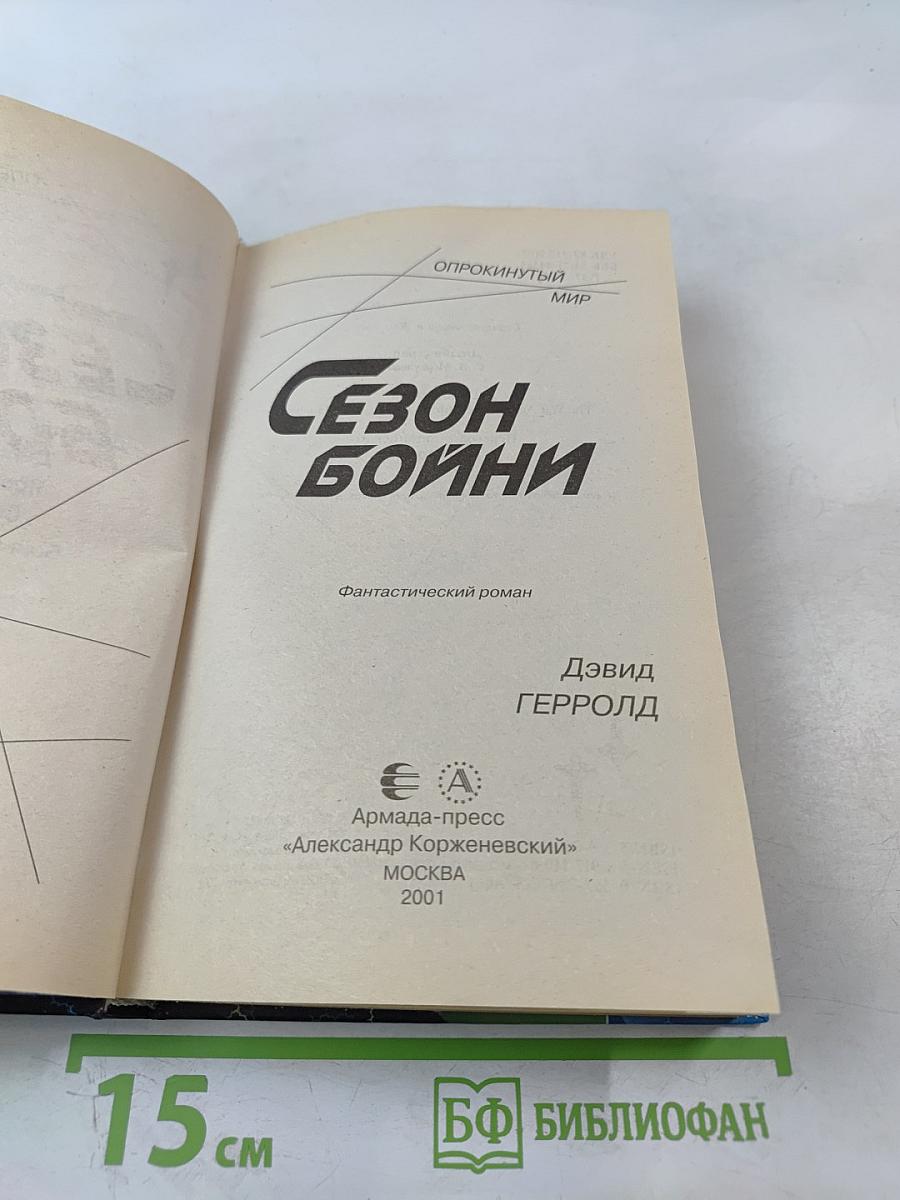 ОПРОКИНУТЫЙ
МИР
СЕЗОН
БОЙНИ
Фантастический роман
Дэвид
ГЕРРОЛД
А
Армада-пресс
«Александр Корженевский»
МОСКВА
2001
15 см
БФ БИБЛИОФАН